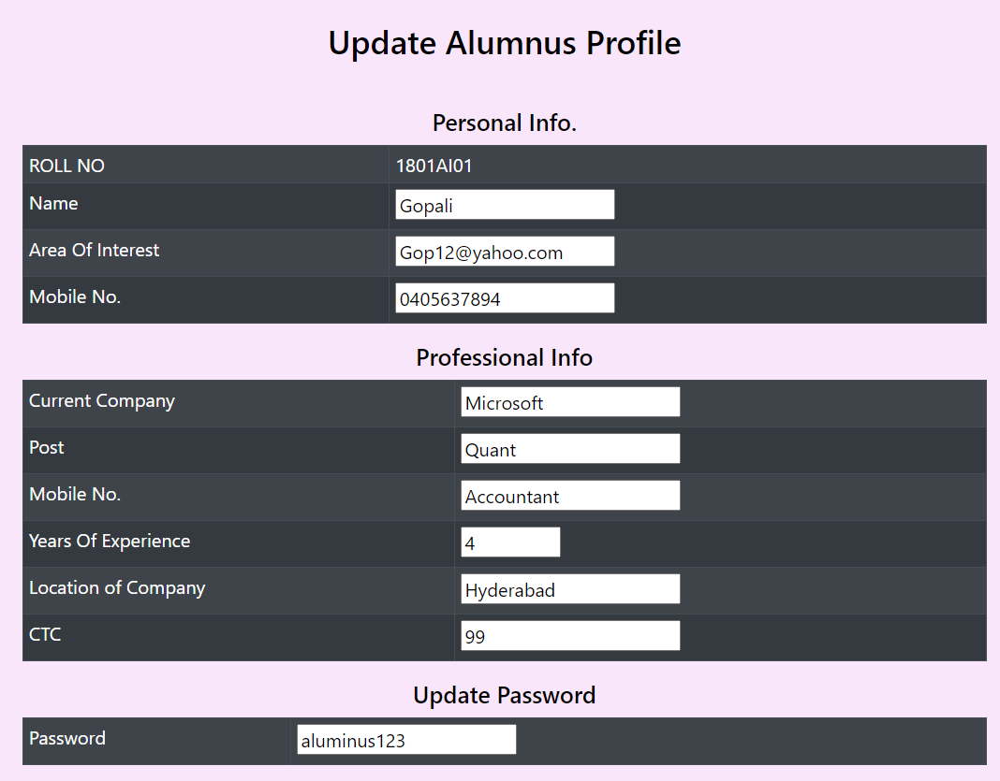 Update Alumnus Profile
Personal Info.
ROLL NO 1801AI01
Name Gopali
Area Of Interest Gop12@yahoo.com
Mobile No. 0405637894
Professional Info
Current Company Microsoft
Post Quant
Mobile No. Accountant
Years Of Experience 4
Location of Company Hyderabad
CTC 99
Update Password
Password aluminus123